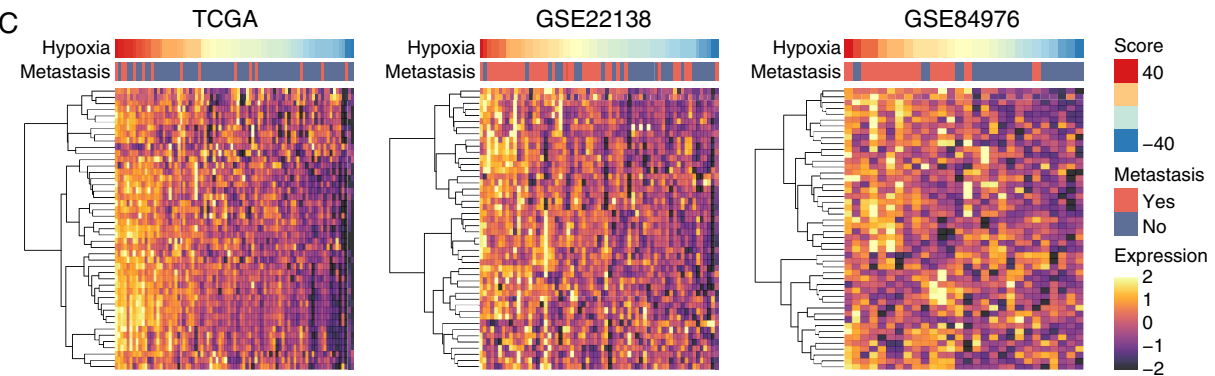 C
TCGA
GSE22138
GSE84976
Hypoxia
Metastasis
Hypoxia
Metastasis
Hypoxia
Metastasis
Score
40
−40
Metastasis
Yes
No
Expression
2
1
0
−1
−2